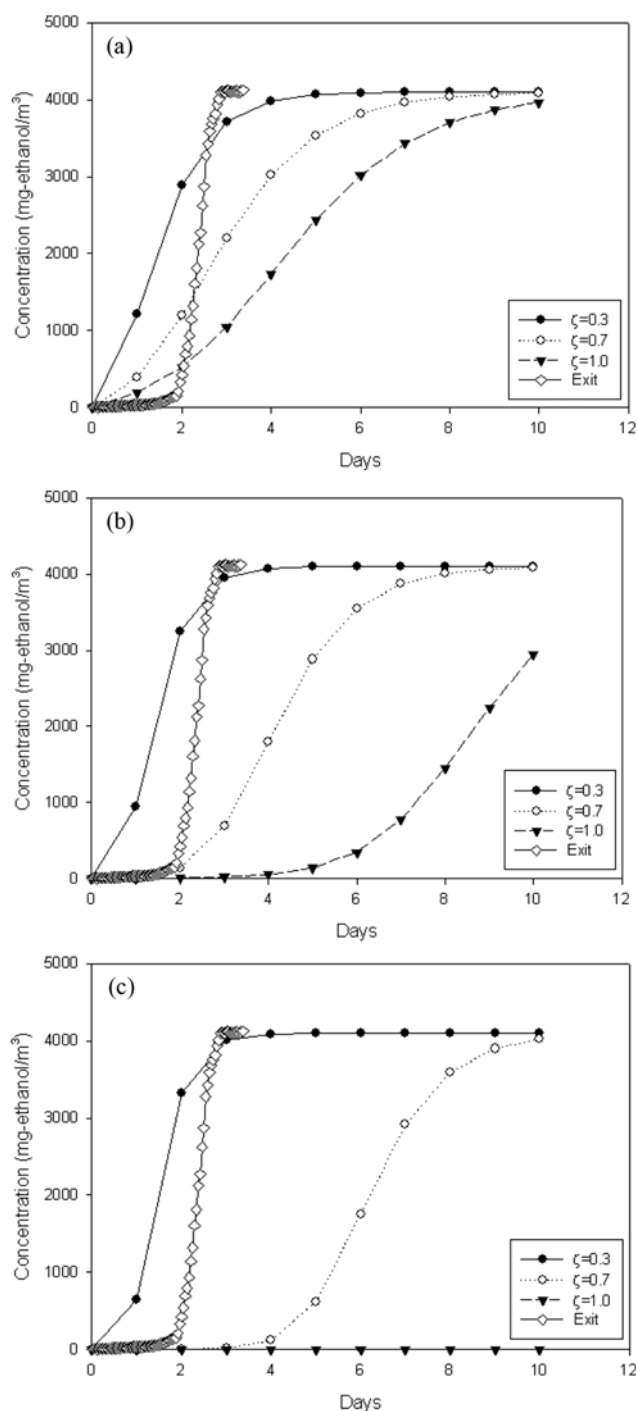 (a)
Concentration (mg-ethanol/m³)
5000
4000
3000
2000
1000
0
ζ=0.3
ζ=0.7
ζ=1.0
Exit
0 2 4 6 8 10 12
Days
(b)
Concentration (mg-ethanol/m³)
5000
4000
3000
2000
1000
0
ζ=0.3
ζ=0.7
ζ=1.0
Exit
0 2 4 6 8 10 12
Days
(c)
Concentration (mg-ethanol/m³)
5000
4000
3000
2000
1000
0
ζ=0.3
ζ=0.7
ζ=1.0
Exit
0 2 4 6 8 10 12
Days